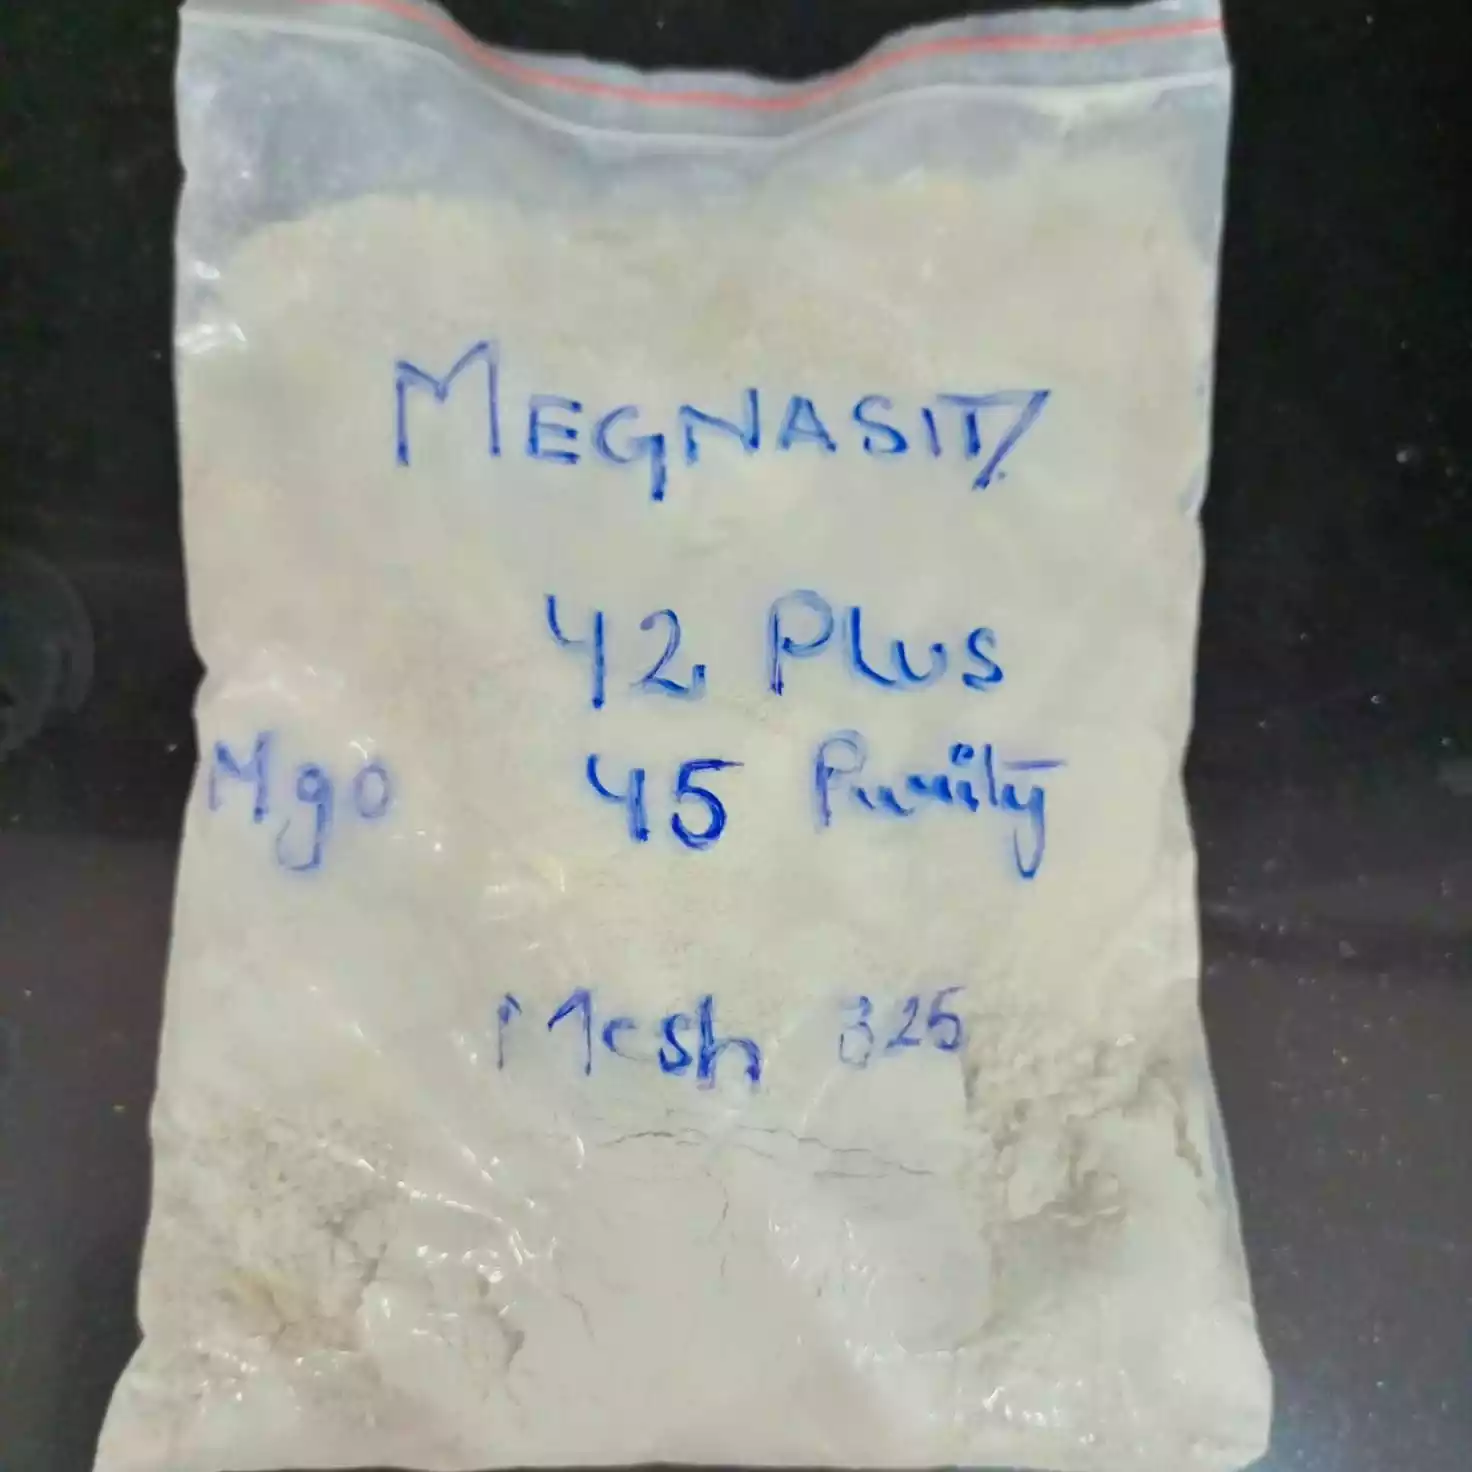 MEGNASIT
42 Plus
Mgo 45 Purity
Mesh 325